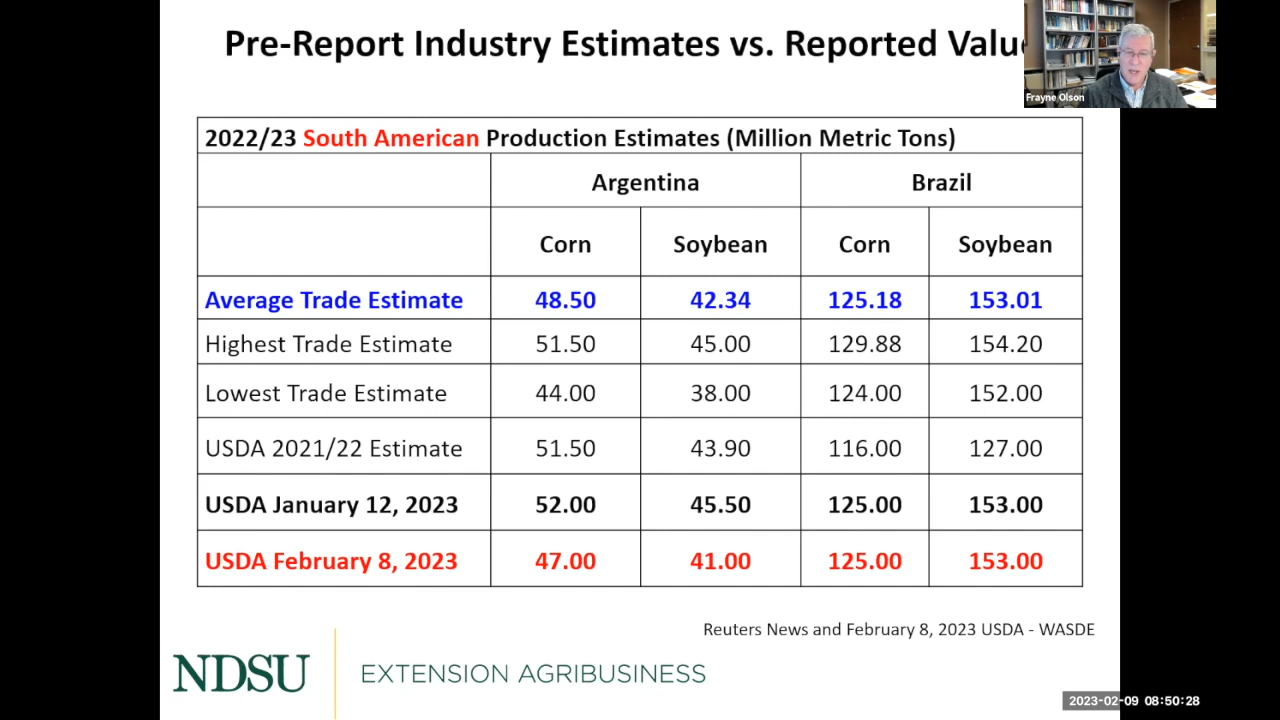 Pre-Report Industry Estimates vs. Reported
Frayne Olson
2022/23 South American Production Estimates (Million Metric Tons)
Argentina Brazil
Corn Soybean Corn Soybean
Average Trade Estimate 48.50 42.34 125.18 153.01
Highest Trade Estimate 51.50 45.00 129.88 154.20
Lowest Trade Estimate 44.00 38.00 124.00 152.00
USDA 2021/22 Estimate 51.50 43.90 116.00 127.00
USDA January 12, 2023 52.00 45.50 125.00 153.00
USDA February 8, 2023 47.00 41.00 125.00 153.00
Reuters News and February 8, 2023 USDA - WASDE
NDSU EXTENSION AGRIBUSINESS
2023-02-09 08:50:28